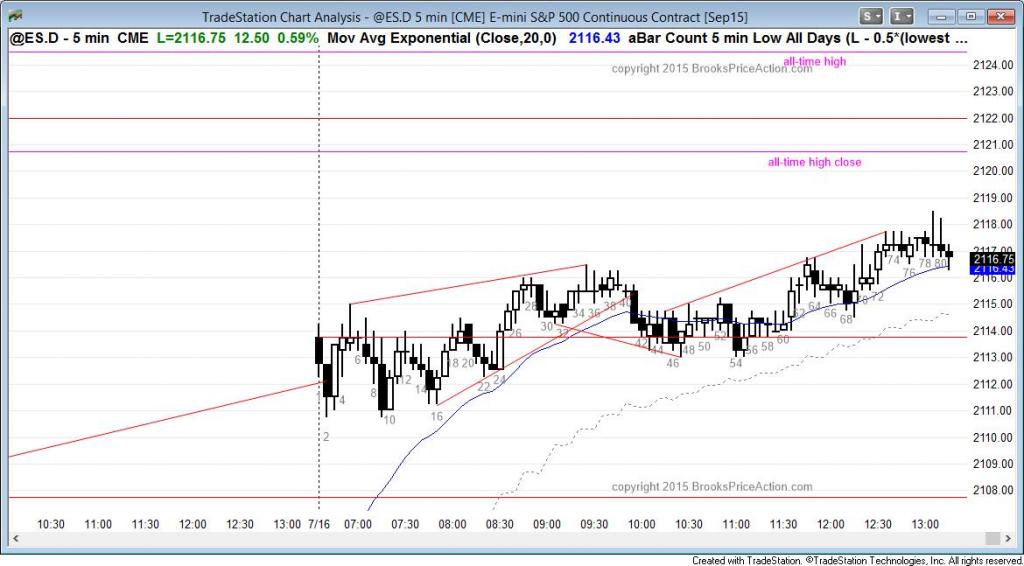 TradeStation Chart Analysis - @ES.D 5 min [CME] E-mini S&P 500 Continuous Contract [Sep15]
S I
@ES.D - 5 min CME L=2116.75 12.50 0.59% Mov Avg Exponential (Close,20,0) 2116.43 aBar Count 5 min Low All Days (L - 0.5*(lowest ...
all-time high
copyright 2015 BrooksPriceAction.com
2124.00
2123.00
2122.00
2121.00
all-time high close
2120.00
2119.00
2118.00
2117.00
2116.75
2116.43
2116.00
2115.00
2114.00
2113.00
2112.00
2111.00
2110.00
2109.00
2108.00
2 4 6 8 10 12 14 16 18 20 22 24 26 28 30 32 34 36 38 40 42 44 46 48 50 52 54 56 58 60 62 64 66 68 70 72 74 76 78 80
copyright 2015 BrooksPriceAction.com
10:30 11:00 11:30 12:00 12:30 13:00 7/16 07:00 07:30 08:00 08:30 09:00 09:30 10:00 10:30 11:00 11:30 12:00 12:30 13:00
Created with TradeStation. ©TradeStation Technologies, Inc. All rights reserved.